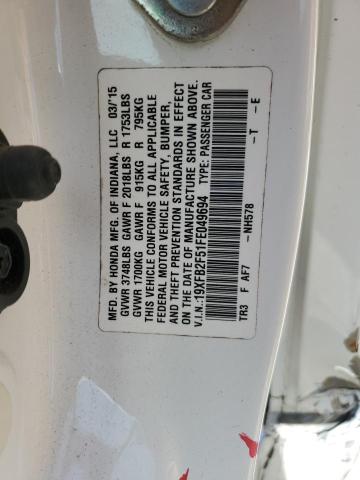 MFD. BY HONDA MFG. OF INDIANA, LLC 03/'15
GVWR 3748LBS GAWR F 2018LBS R 1753LBS
GVWR 1700KG GAWR F 915KG R 795KG
THIS VEHICLE CONFORMS TO ALL APPLICABLE
FEDERAL MOTOR VEHICLE SAFETY, BUMPER,
AND THEFT PREVENTION STANDARDS IN EFFECT
ON THE DATE OF MANUFACTURE SHOWN ABOVE.
V.I.N.:19XFB2F51FE049694 TYPE: PASSENGER CAR
TR3 F AF7 -NH578 -T -E